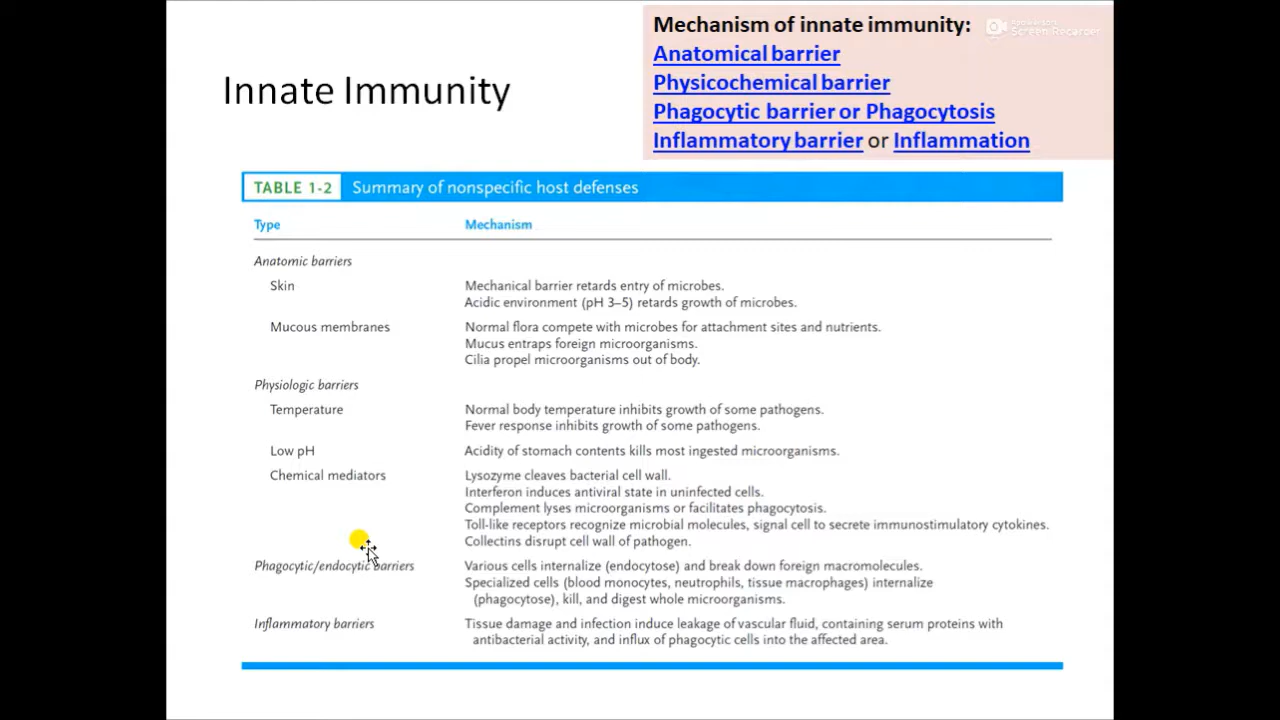 Innate Immunity
Mechanism of innate immunity:
Anatomical barrier
Physicochemical barrier
Phagocytic barrier or Phagocytosis
Inflammatory barrier or Inflammation
Screen Recorder
TABLE 1-2 Summary of nonspecific host defenses
Type Mechanism
Anatomic barriers
Skin Mechanical barrier retards entry of microbes.
Acidic environment (pH 3–5) retards growth of microbes.
Mucous membranes Normal flora compete with microbes for attachment sites and nutrients.
Mucus entraps foreign microorganisms.
Cilia propel microorganisms out of body.
Physiologic barriers
Temperature Normal body temperature inhibits growth of some pathogens.
Fever response inhibits growth of some pathogens.
Low pH Acidity of stomach contents kills most ingested microorganisms.
Chemical mediators Lysozyme cleaves bacterial cell wall.
Interferon induces antiviral state in uninfected cells.
Complement lyses microorganisms or facilitates phagocytosis.
Toll-like receptors recognize microbial molecules, signal cell to secrete immunostimulatory cytokines.
Collectins disrupt cell wall of pathogen.
Phagocytic/endocytic barriers Various cells internalize (endocytose) and break down foreign macromolecules.
Specialized cells (blood monocytes, neutrophils, tissue macrophages) internalize
(phagocytose), kill, and digest whole microorganisms.
Inflammatory barriers Tissue damage and infection induce leakage of vascular fluid, containing serum proteins with
antibacterial activity, and influx of phagocytic cells into the affected area.